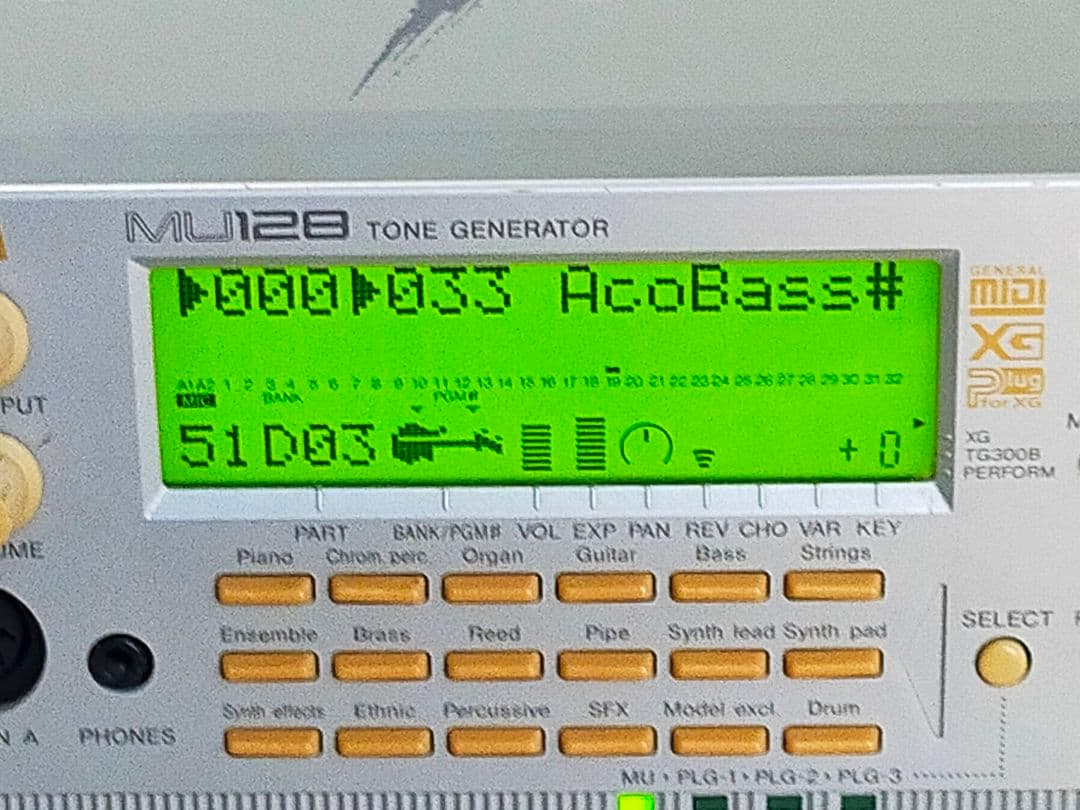 MU128 TONE GENERATOR
000 033 AcoBass#
A1 A2 1 2 3 4 5 6 7 8 9 10 11 12 13 14 15 16 17 18 19 20 21 22 23 24 25 26 27 28 29 30 31 32
MIC BANK PGM#
51 D03 + 0
GENERAL
MIDI
XG
Plug
for XG
XG
TG300B
PERFORM
PUT
PART BANK/PGM# VOL EXP PAN REV CHO VAR KEY
Piano Chrom. perc. Organ Guitar Bass Strings
Ensemble Brass Reed Pipe Synth lead Synth pad
SELECT
Synth effects Ethnic Percussive SFX Model excl. Drum
PHONES
MU PLG-1 PLG-2 PLG-3